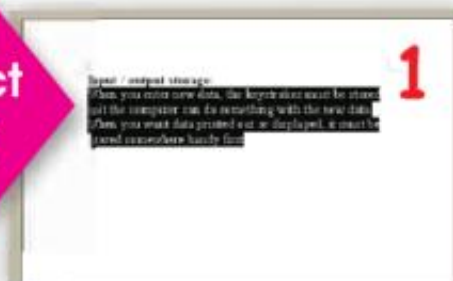 ct
1
Input / output storage:
When you enter new data, the keystrokes must be stored
until the computer can do something with the new data.
When you want data printed out or displayed, it must be
stored somewhere handy first